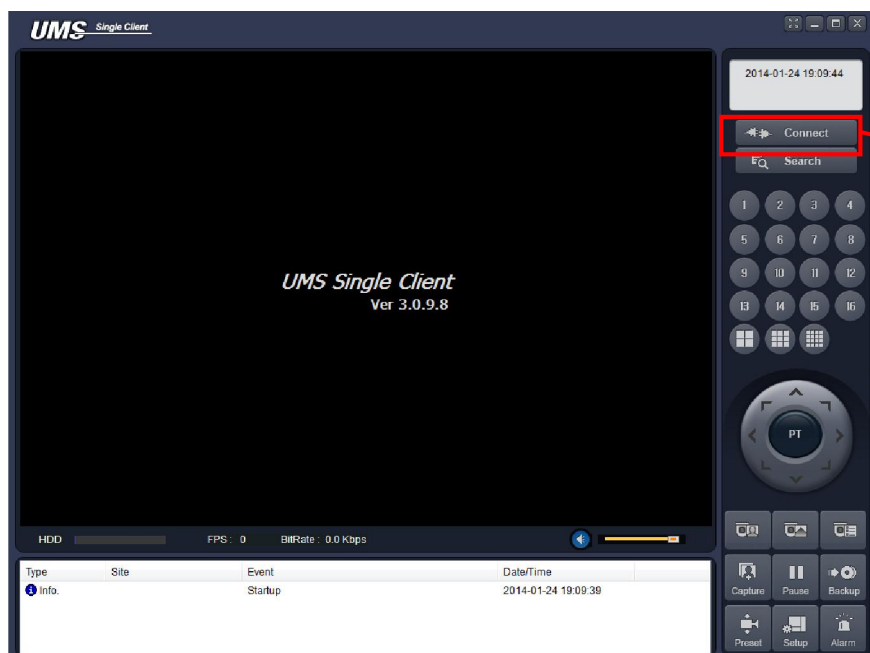 UMS Single Client
2014-01-24 19:09:44
Connect
Search
1 2 3 4
5 6 7 8
9 10 11 12
13 14 15 16
UMS Single Client
Ver 3.0.9.8
PT
HDD FPS : 0 BitRate : 0.0 Kbps
Type Site Event Date/Time
Info. Startup 2014-01-24 19:09:39
Capture Pause Backup
Preset Setup Alarm